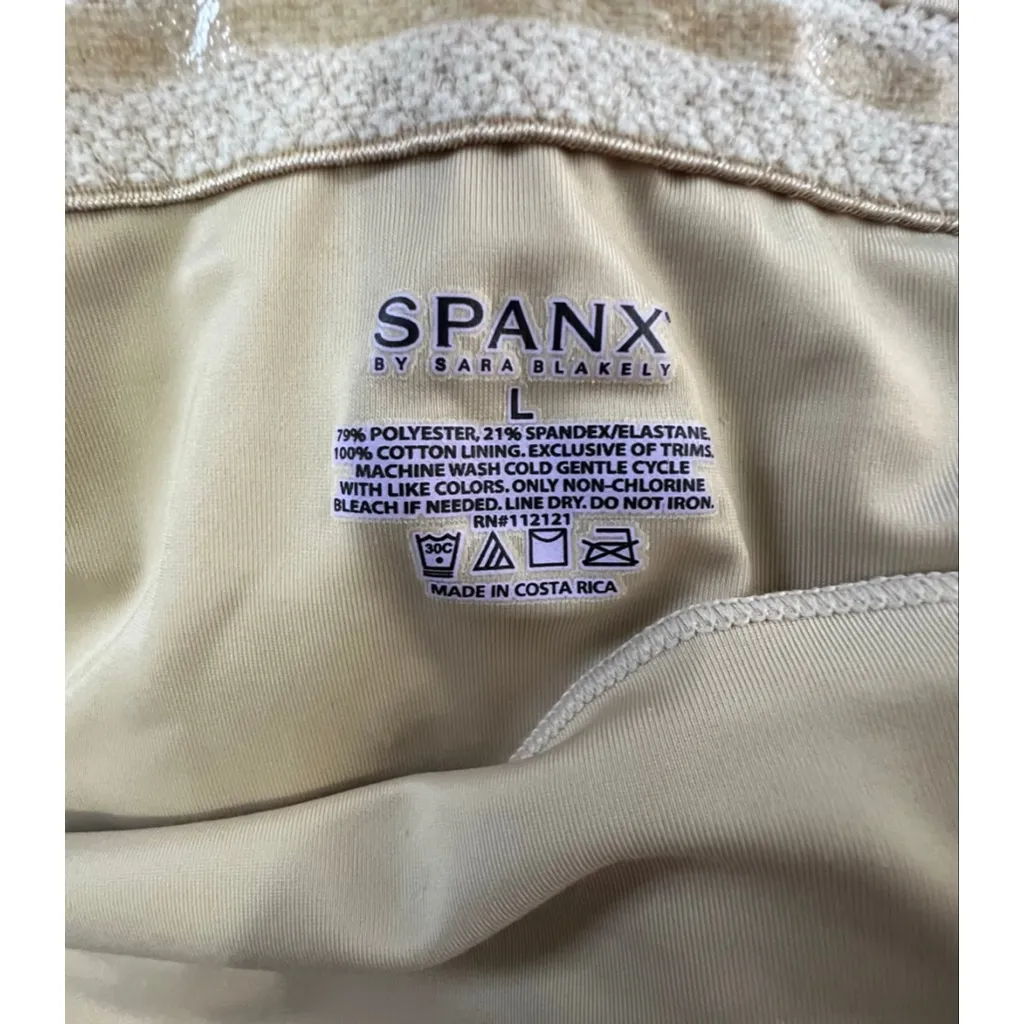 SPANX
BY SARA BLAKELY
L
79% POLYESTER, 21% SPANDEX/ELASTANE,
100% COTTON LINING. EXCLUSIVE OF TRIMS.
MACHINE WASH COLD GENTLE CYCLE
WITH LIKE COLORS. ONLY NON-CHLORINE
BLEACH IF NEEDED. LINE DRY. DO NOT IRON.
RN#112121
30C
MADE IN COSTA RICA